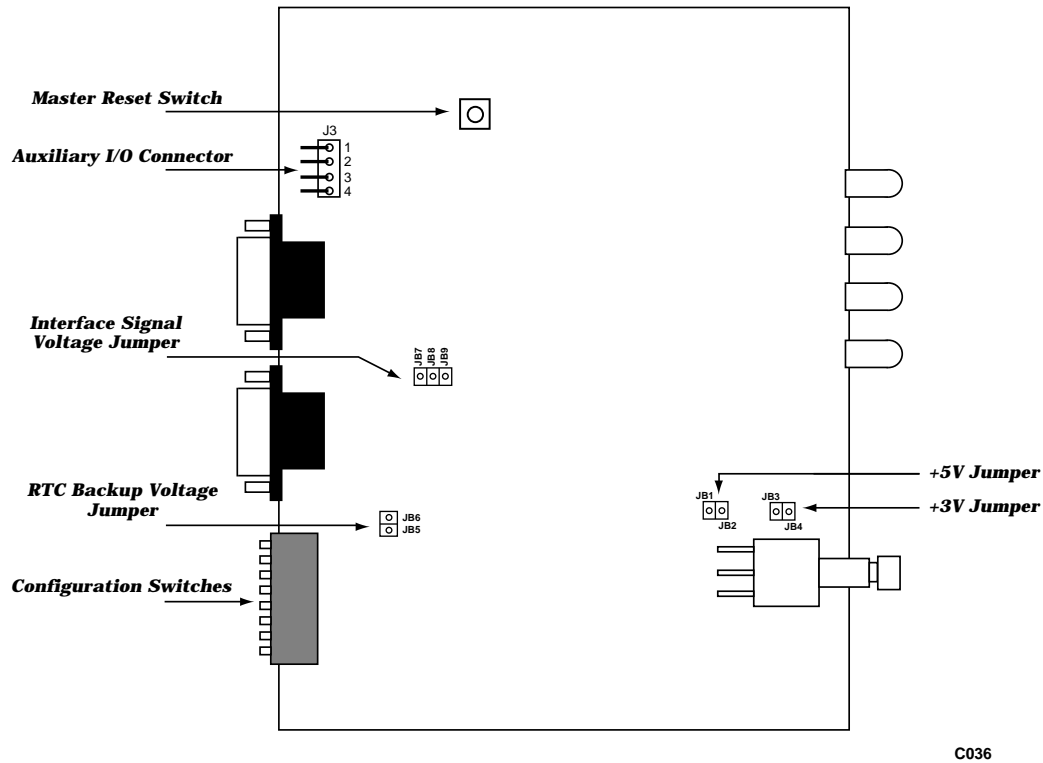 Master Reset Switch
J3
1
Auxiliary I/O Connector
2
3
4
Interface Signal
Voltage Jumper
JB7
JB8
JB9
+5V Jumper
RTC Backup Voltage
Jumper
JB1
JB2
JB3
JB4
+3V Jumper
JB6
JB5
Configuration Switches
C036